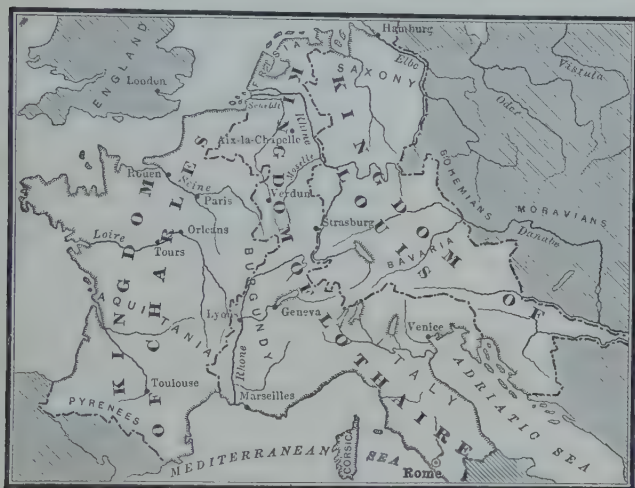 Hamburg
ENGLAND
London
FRISIA
SAXONY
Elbe
Oder
Vistula
Scheldt
Rhine
Aix-la-Chapelle
Moselle
Rouen
Seine
Verdun
Paris
Strasburg
BOHEMIANS
MORAVIANS
Danube
Loire
Orleans
Tours
BAVARIA
BURGUNDY
AQUITANIA
Lyon
Geneva
Venice
Rhone
ITALY
Toulouse
Marseilles
PYRENEES
ADRIATIC SEA
MEDITERRANEAN SEA
CORSICA
Rome
KINGDOM OF CHARLES
KINGDOM OF LOTHAIRE
KINGDOM OF LOUIS